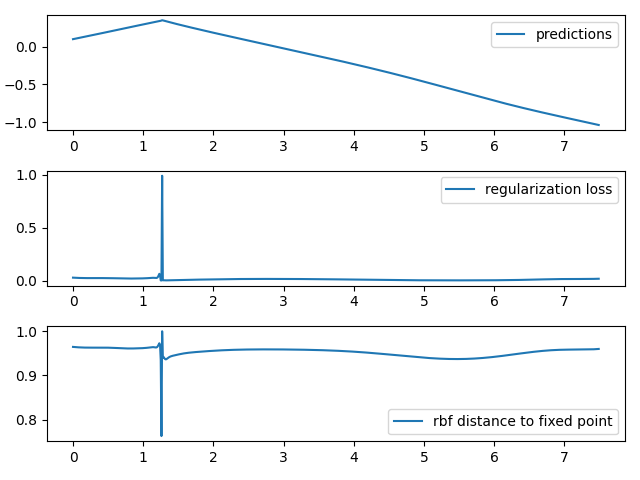 predictions
0.0
−0.5
−1.0
0 1 2 3 4 5 6 7
regularization loss
1.0
0.5
0.0
0 1 2 3 4 5 6 7
1.0
0.9
0.8
rbf distance to fixed point
0 1 2 3 4 5 6 7